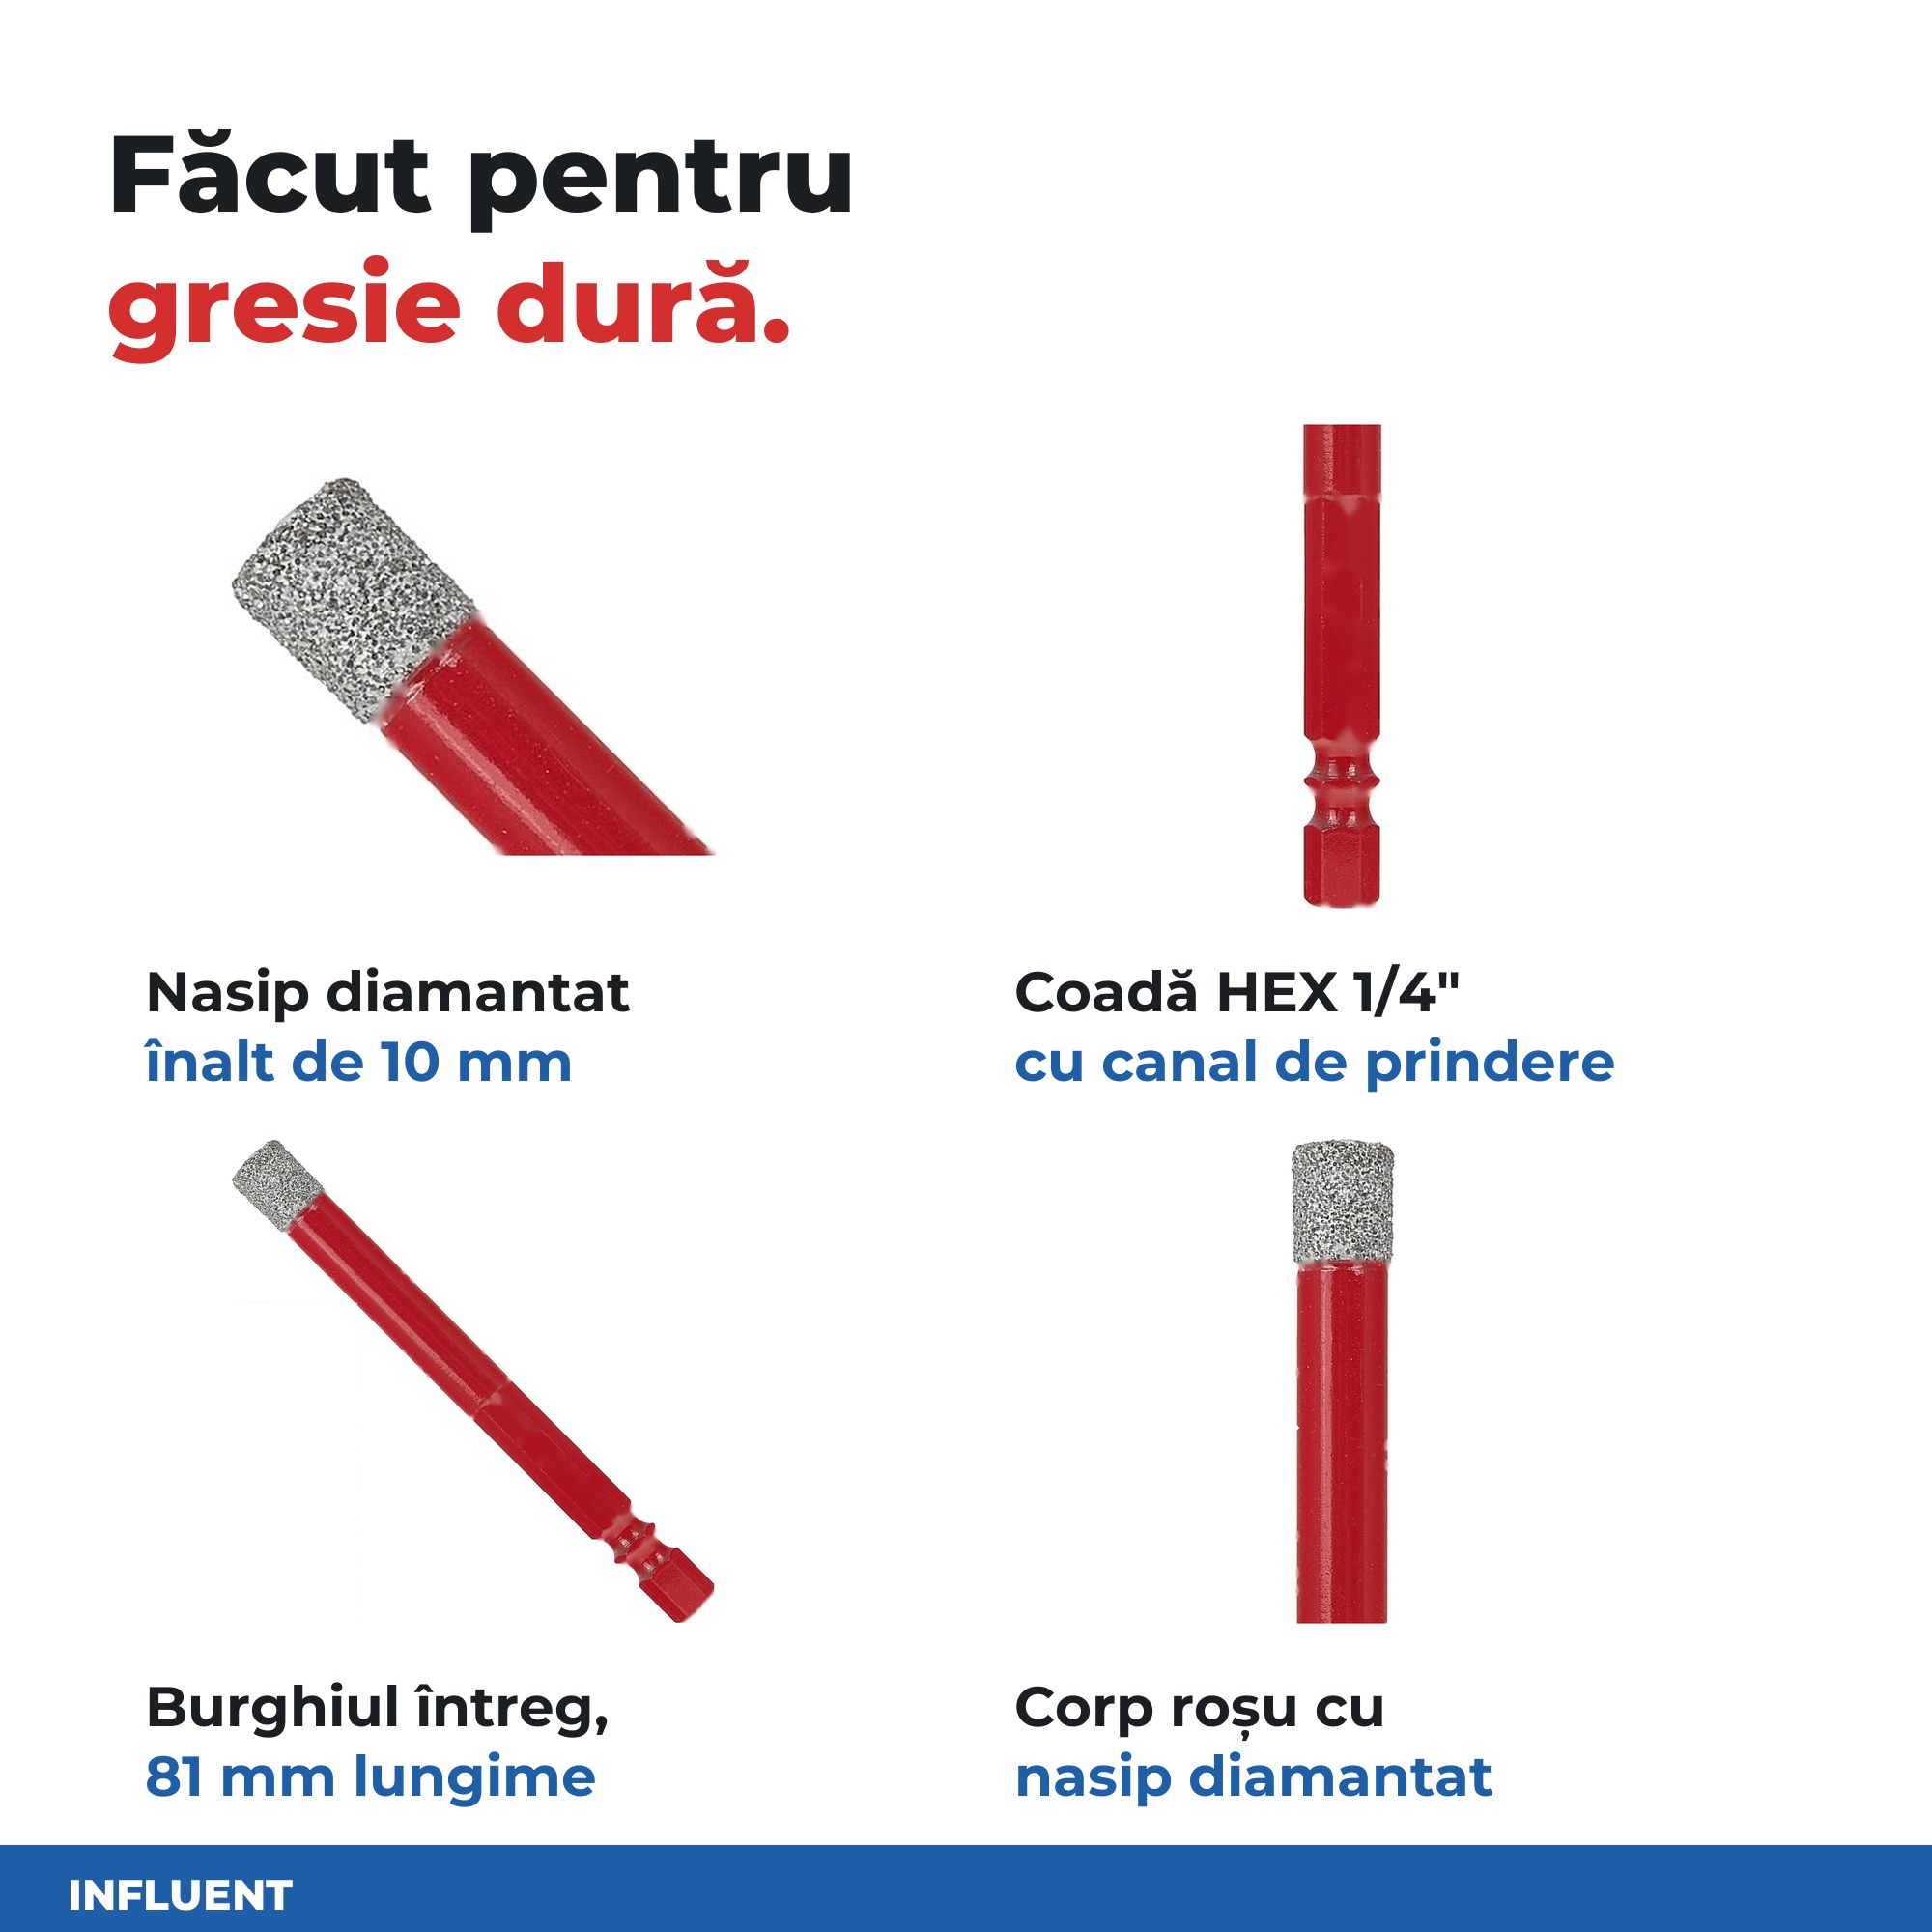 Făcut pentru
gresie dură.
Nasip diamantat
înalt de 10 mm
Coadă HEX 1/4"
cu canal de prindere
Burghiul întreg,
81 mm lungime
Corp roșu cu
nasip diamantat
INFLUENT